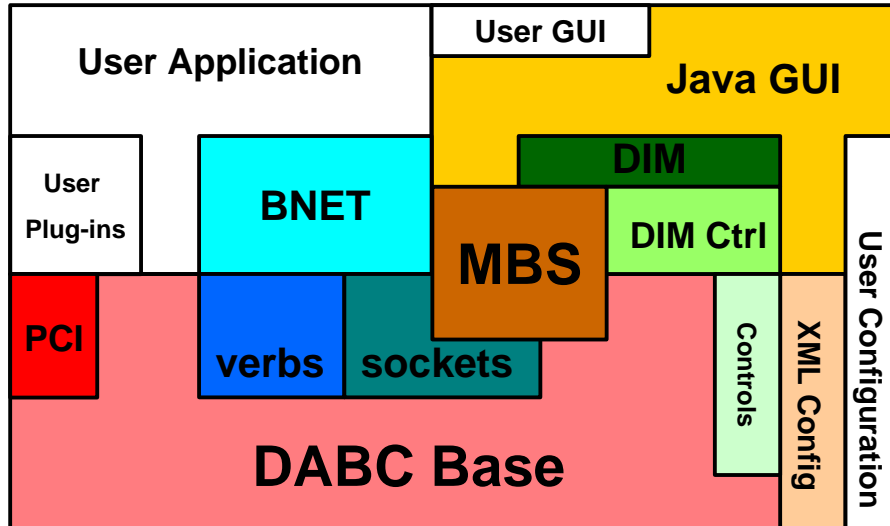 User GUI
User Application
Java GUI
DIM
User
Plug-ins
BNET
DIM Ctrl
MBS
User Configuration
PCI
verbs
sockets
Controls
XML Config
DABC Base